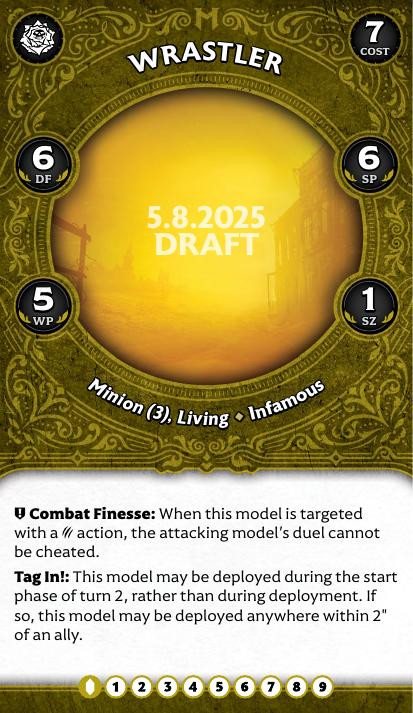 7
COST
WRASTLER
6
DF
6
SP
5.8.2025
DRAFT
5
WP
1
SZ
Minion (3), Living • Infamous
Combat Finesse: When this model is targeted
with a action, the attacking model's duel cannot
be cheated.
Tag In!: This model may be deployed during the start
phase of turn 2, rather than during deployment. If
so, this model may be deployed anywhere within 2"
of an ally.
1 2 3 4 5 6 7 8 9